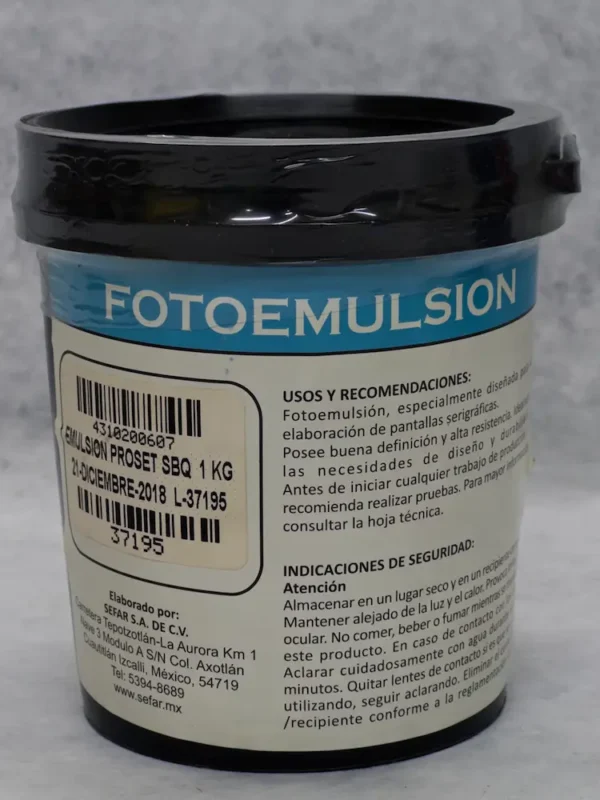 FOTOEMULSION
4310200607
EMULSION PROSET SBQ 1 KG
21-DICIEMBRE-2018 L-37195
37195
Elaborado por:
SEFAR S.A. DE C.V.
Carretera Tepotzotlán-La Aurora Km 1
Nave 3 Modulo A S/N Col. Axotlán
Cuautitlán Izcalli, México, 54719
Tel: 5394-8689
www.sefar.mx
USOS Y RECOMENDACIONES:
Fotoemulsión, especialmente diseñada
elaboración de pantallas serigráficas.
Posee buena definición y alta resistencia,
las necesidades de diseño y
Antes de iniciar cualquier trabajo de
recomienda realizar pruebas. Para mayor
consultar la hoja técnica.
INDICACIONES DE SEGURIDAD:
Atención
Almacenar en un lugar seco y en un recipiente
Mantener alejado de la luz y el calor.
ocular. No comer, beber o fumar mientras
este producto. En caso de contacto con
Aclarar cuidadosamente con agua
minutos. Quitar lentes de contacto si es
utilizando, seguir aclarando. Eliminar el
/recipiente conforme a la